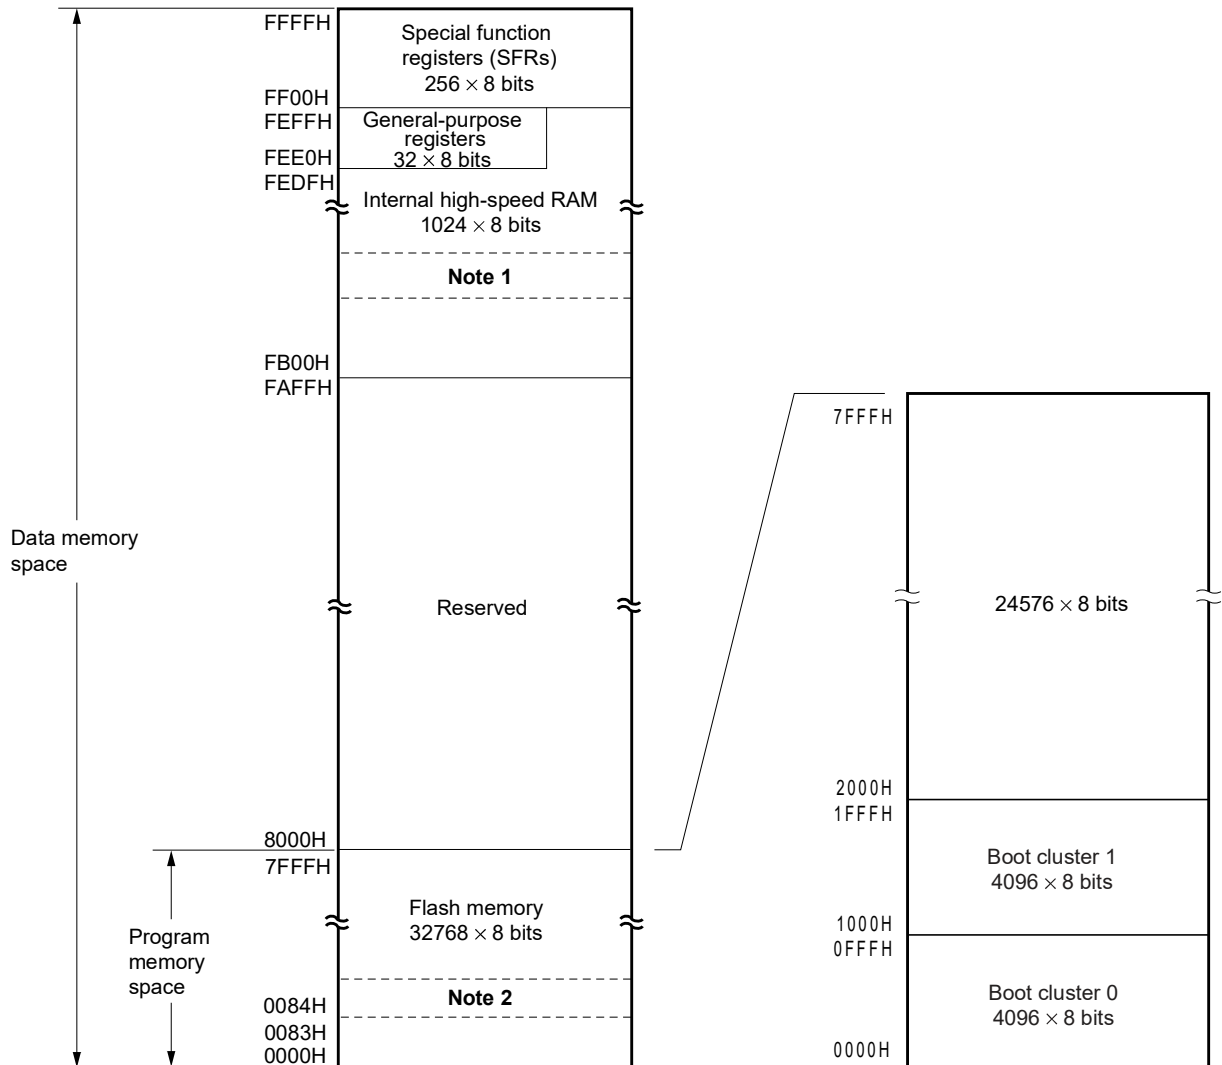 FFFFH
Special function
registers (SFRs)
256 × 8 bits
FF00H
FEFFH
General-purpose
registers
32 × 8 bits
FEE0H
FEDFH
Internal high-speed RAM
1024 × 8 bits
Note 1
FB00H
FAFFH
Data memory
space
Reserved
8000H
7FFFH
Flash memory
32768 × 8 bits
Program
memory
space
Note 2
0084H
0083H
0000H
7FFFH
24576 × 8 bits
2000H
1FFFH
Boot cluster 1
4096 × 8 bits
1000H
0FFFH
Boot cluster 0
4096 × 8 bits
0000H